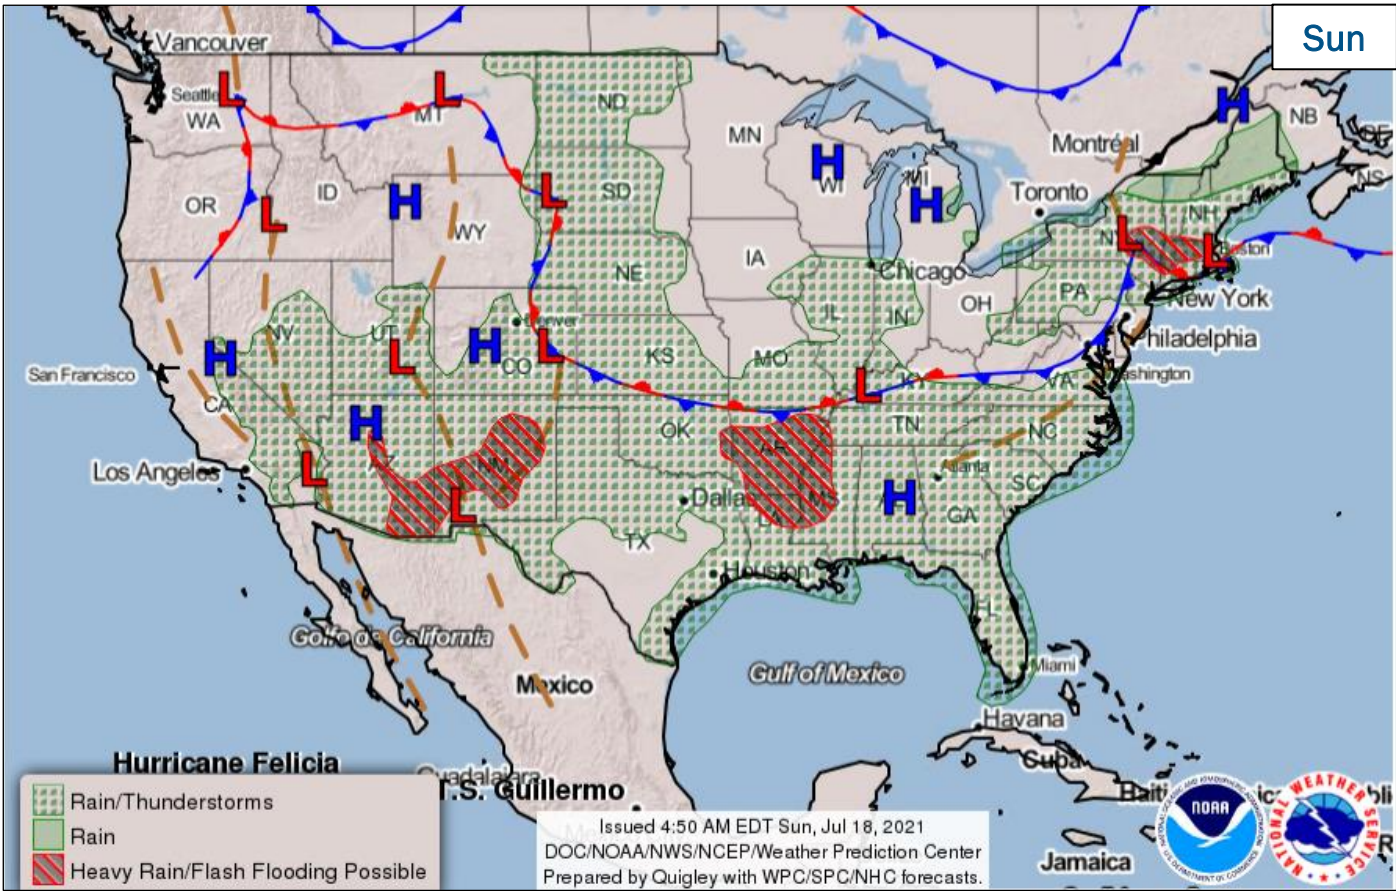 Sun
Vancouver
L
L
Seattle
WA
MT
ND
MN
H
NB
Montréal
H
WI
MI
H
Toronto
NS
OR
ID
H
L
SD
L
WY
NH
NY
L
L
Boston
NE
IA
Chicago
OH
PA
New York
NV
UT
Denver
IL
IN
Philadelphia
H
L
H
CO
L
KS
MO
KY
VA
Washington
San Francisco
CA
L
H
OK
TN
NC
AR
Los Angeles
L
AZ
NM
Atlanta
L
Dallas
MS
H
SC
LA
GA
TX
Houston
FL
Golfo de California
Gulf of Mexico
Miami
Mexico
Havana
Cuba
Hurricane Felicia
Guadalajara
T.S. Guillermo
Haiti
Jamaica
Rain/Thunderstorms
Rain
Heavy Rain/Flash Flooding Possible
Issued 4:50 AM EDT Sun, Jul 18, 2021
DOC/NOAA/NWS/NCEP/Weather Prediction Center
Prepared by Quigley with WPC/SPC/NHC forecasts.
NOAA
NATIONAL WEATHER SERVICE